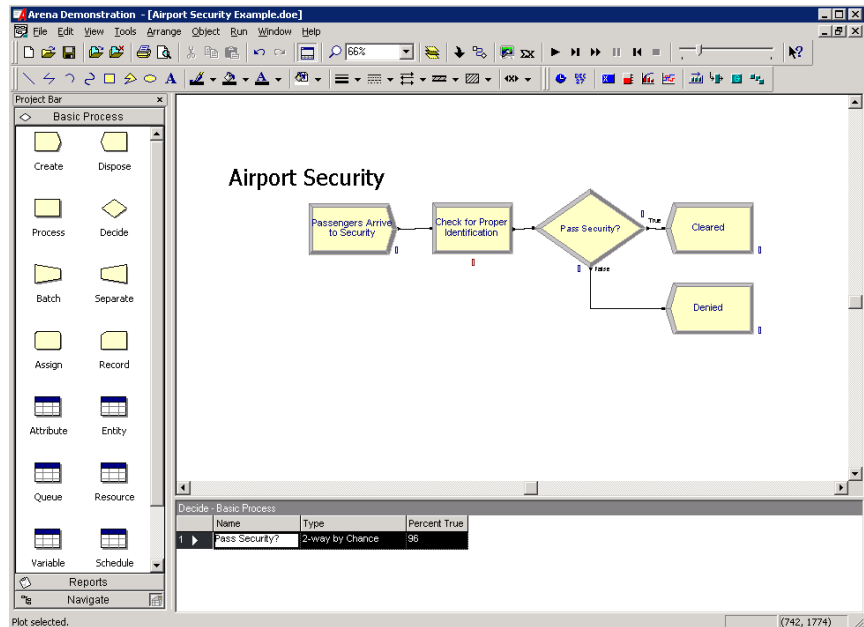 Arena Demonstration - [Airport Security Example.doe]
File Edit View Tools Arrange Object Run Window Help
66%
A
Project Bar
Basic Process
Create Dispose
Process Decide
Batch Separate
Assign Record
Attribute Entity
Queue Resource
Variable Schedule
Reports
Navigate
Airport Security
Passengers Arrive
to Security
Check for Proper
Identification
Pass Security?
True
False
Cleared
Denied
Decide - Basic Process
Name Type Percent True
1 Pass Security? 2-way by Chance 96
Plot selected.
(742, 1774)